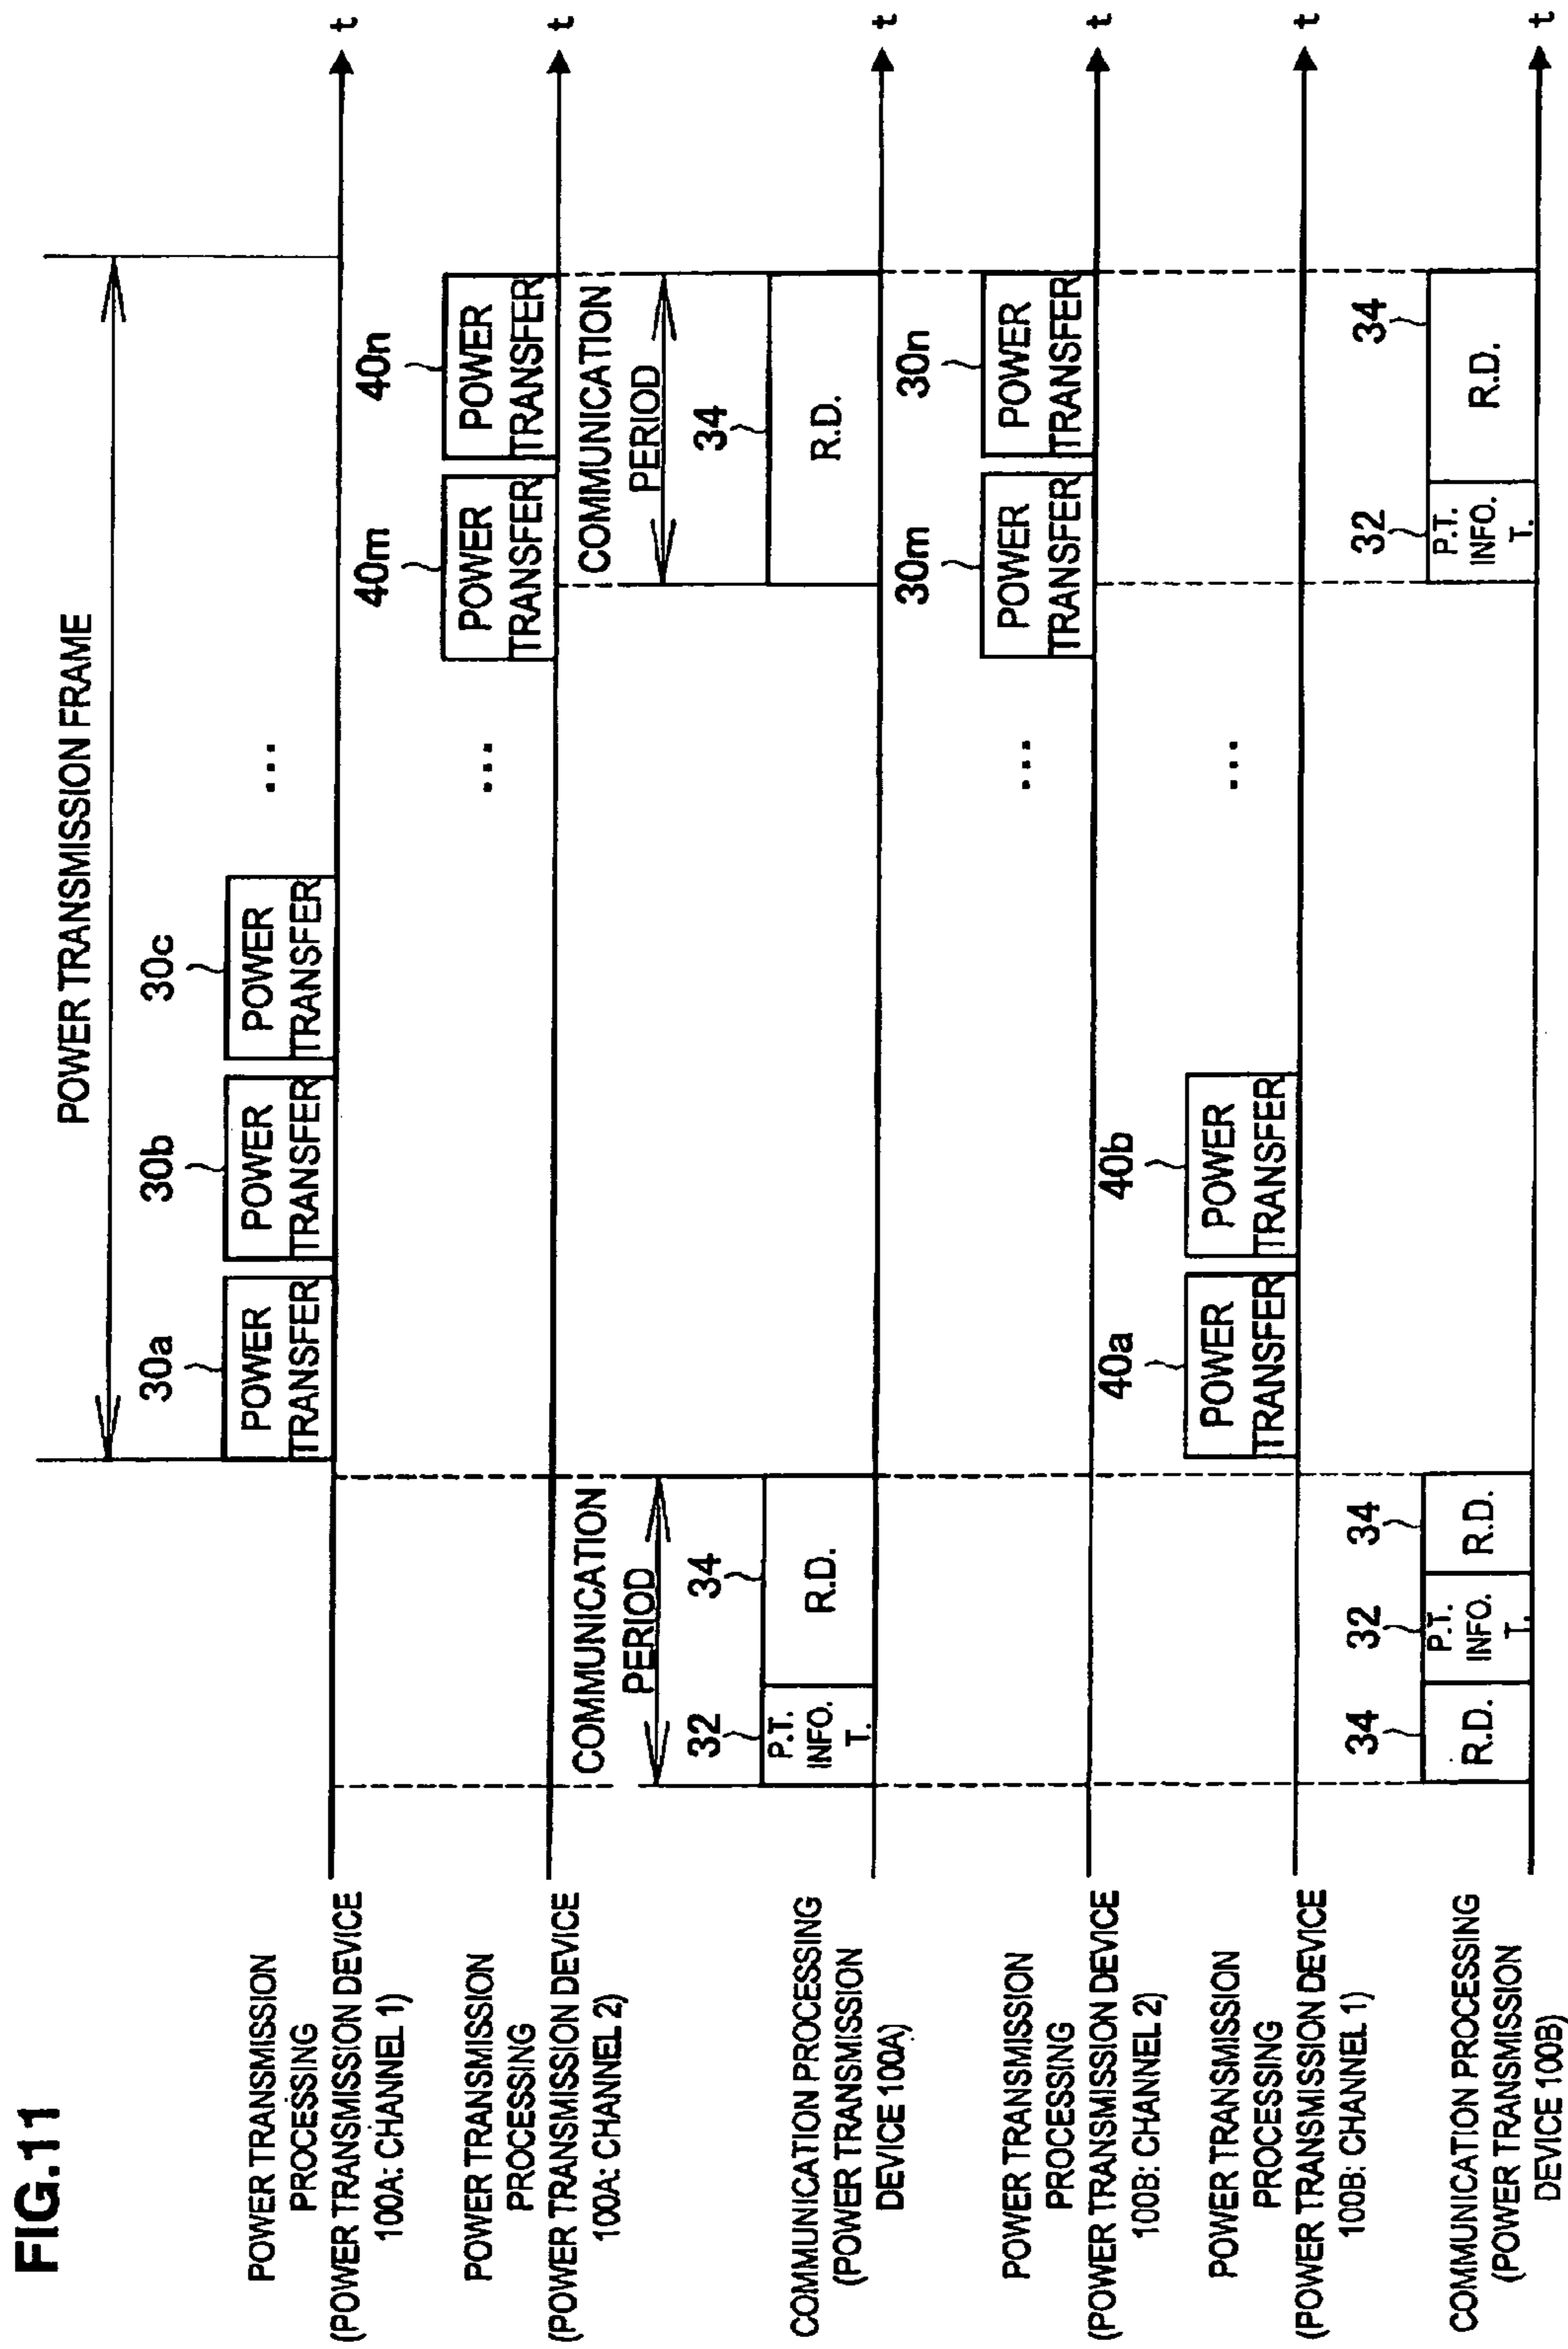 FIG.11
POWER TRANSMISSION FRAME
POWER TRANSMISSION
PROCESSING
(POWER TRANSMISSION DEVICE
100A: CHANNEL 1)
30a
POWER
TRANSFER
30b
POWER
TRANSFER
30c
POWER
TRANSFER
...
t
POWER TRANSMISSION
PROCESSING
(POWER TRANSMISSION DEVICE
100A: CHANNEL 2)
...
40m
POWER
TRANSFER
40n
POWER
TRANSFER
t
COMMUNICATION PROCESSING
(POWER TRANSMISSION
DEVICE 100A)
COMMUNICATION
PERIOD
32
P.T.
INFO.
T.
34
R.D.
COMMUNICATION
PERIOD
34
R.D.
t
POWER TRANSMISSION
PROCESSING
(POWER TRANSMISSION DEVICE
100B: CHANNEL 2)
...
30m
POWER
TRANSFER
30n
POWER
TRANSFER
t
POWER TRANSMISSION
PROCESSING
(POWER TRANSMISSION DEVICE
100B: CHANNEL 1)
40a
POWER
TRANSFER
40b
POWER
TRANSFER
...
t
COMMUNICATION PROCESSING
(POWER TRANSMISSION
DEVICE 100B)
34
R.D.
32
P.T.
INFO.
T.
34
R.D.
32
P.T.
INFO.
T.
34
R.D.
t